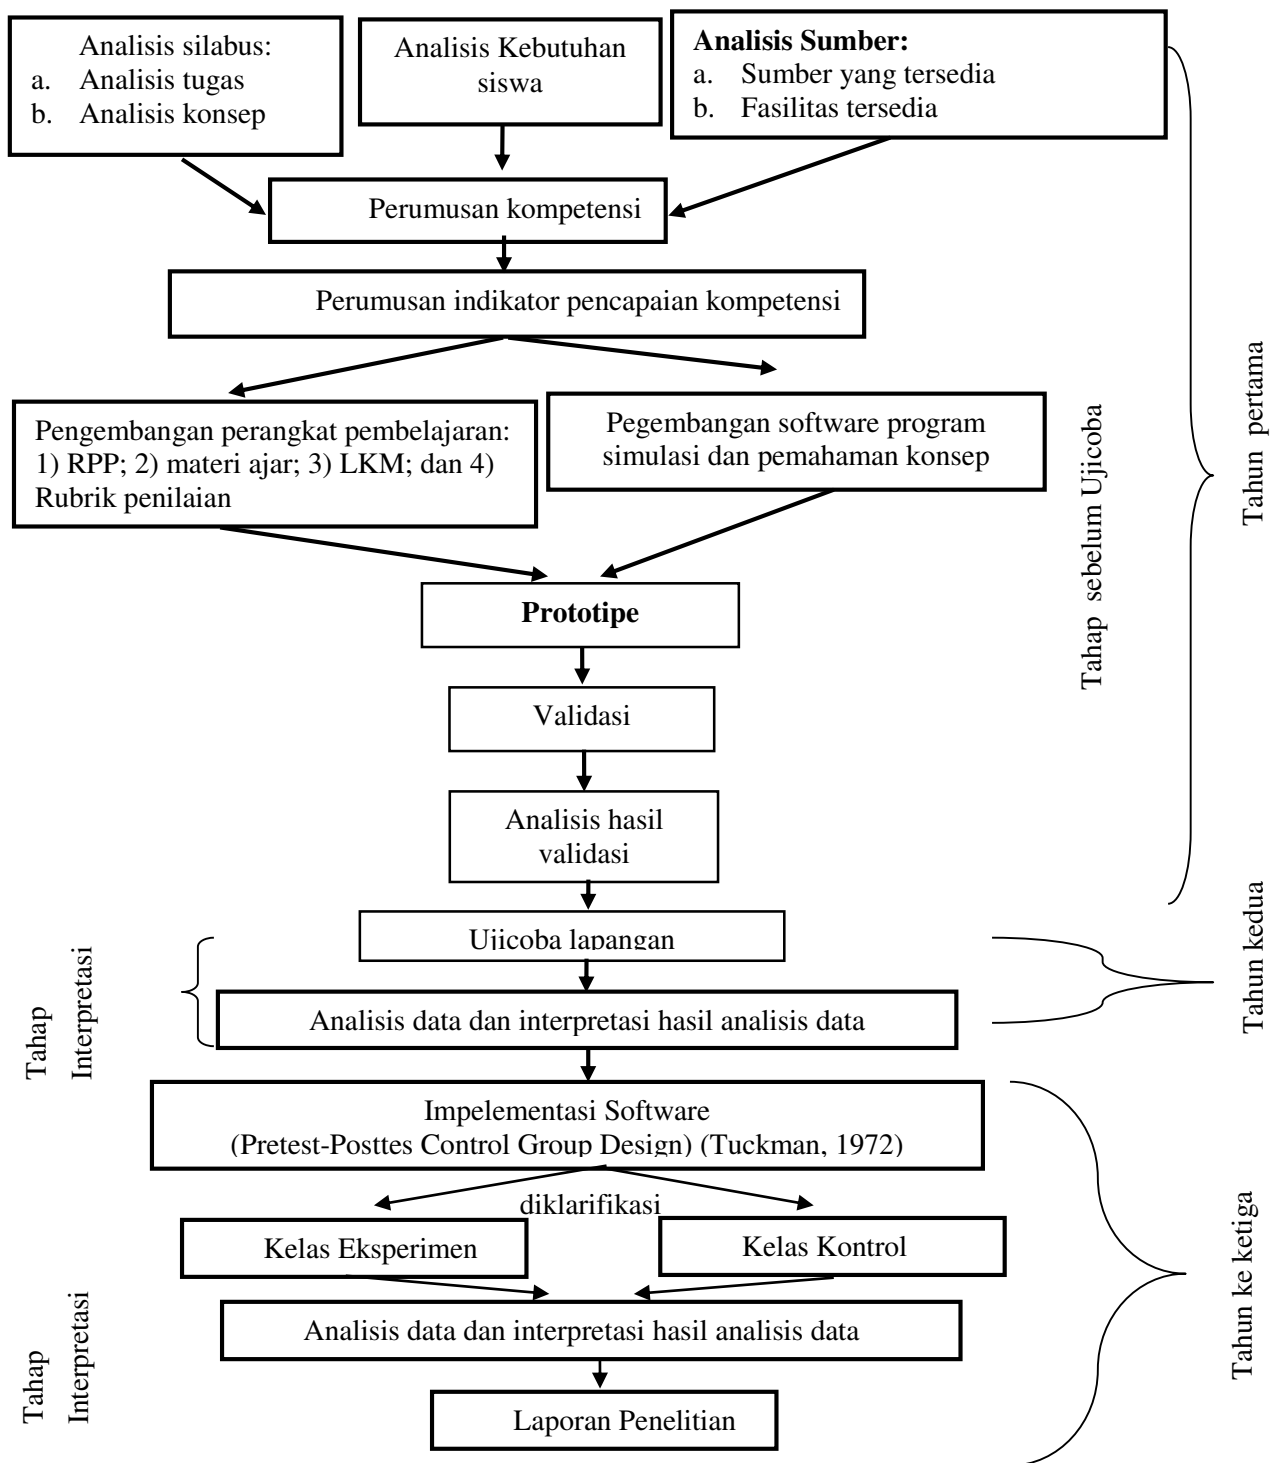 Analisis silabus:
a. Analisis tugas
b. Analisis konsep
Analisis Kebutuhan
siswa
Analisis Sumber:
a. Sumber yang tersedia
b. Fasilitas tersedia
Perumusan kompetensi
Perumusan indikator pencapaian kompetensi
Pengembangan perangkat pembelajaran:
1) RPP; 2) materi ajar; 3) LKM; dan 4)
Rubrik penilaian
Pegembangan software program
simulasi dan pemahaman konsep
Tahap sebelum Ujicoba
Tahun pertama
Prototipe
Validasi
Analisis hasil
validasi
Ujicoba lapangan
Analisis data dan interpretasi hasil analisis data
Tahap
Interpretasi
Tahun kedua
Impelementasi Software
(Pretest-Posttes Control Group Design) (Tuckman, 1972)
diklarifikasi
Kelas Eksperimen
Kelas Kontrol
Analisis data dan interpretasi hasil analisis data
Laporan Penelitian
Tahap
Interpretasi
Tahun ke ketiga